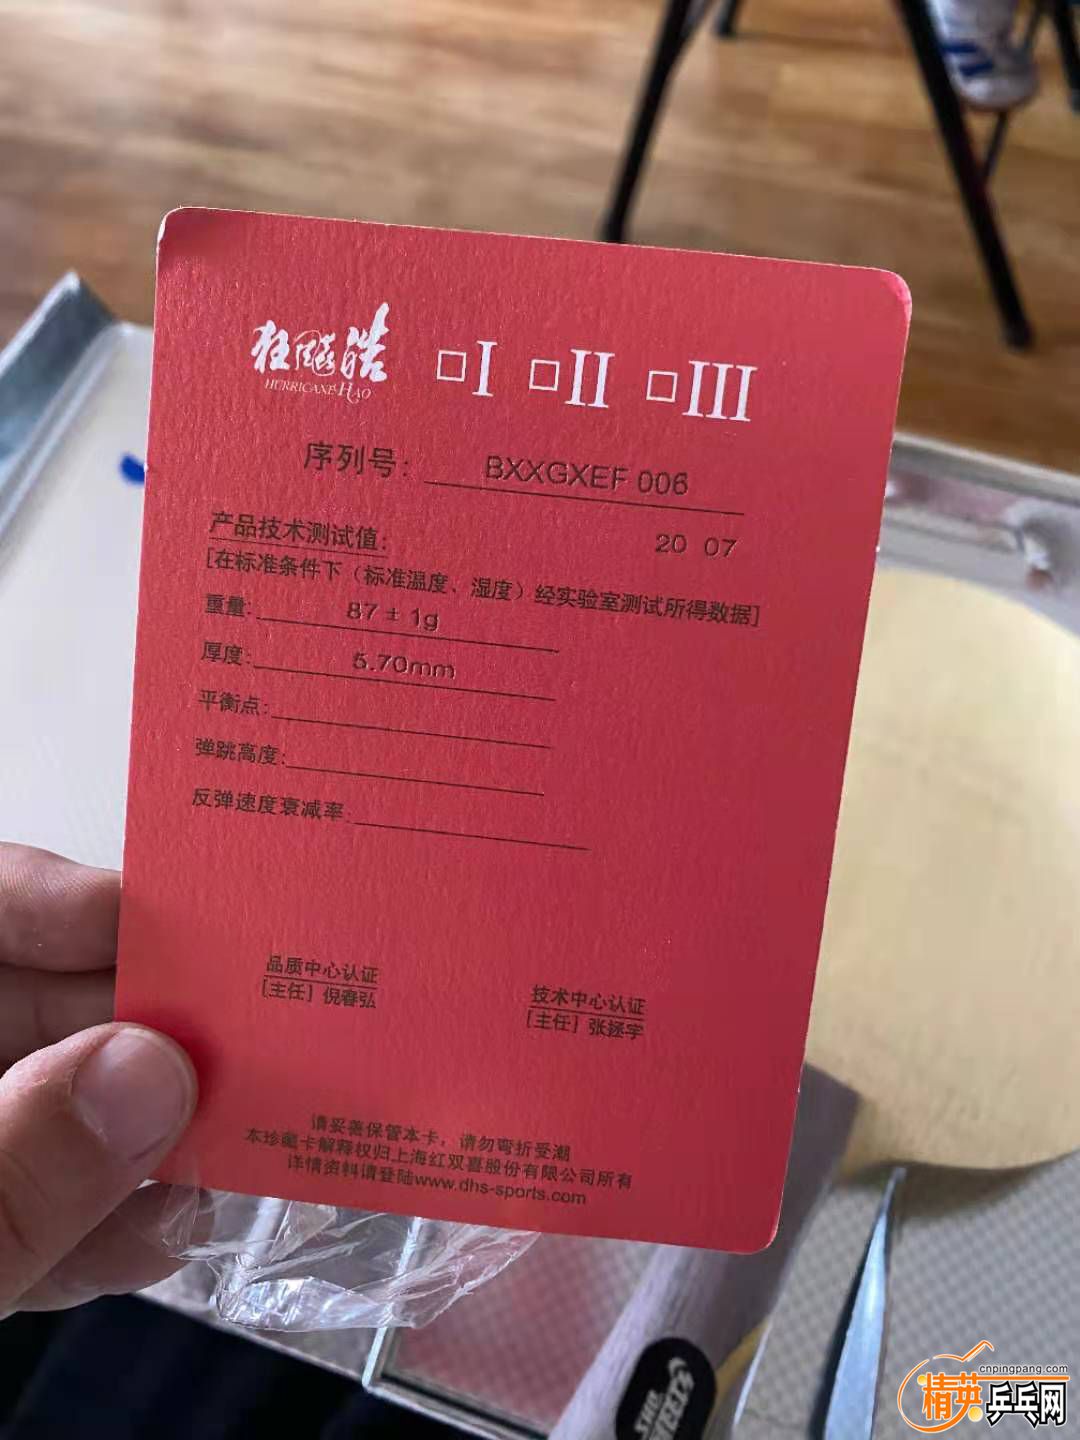 狂飚皓 □I □II □III
HURRICANE·HAO
序列号: BXXGXEF 006
20 07
产品技术测试值:
[在标准条件下（标准温度、湿度）经实验室测试所得数据]
重量: 87±1g
厚度: 5.70mm
平衡点:
弹跳高度:
反弹速度衰减率
品质中心认证
[主任] 倪春弘
技术中心认证
[主任] 张拯宇
请妥善保管本卡，请勿弯折受潮
本珍藏卡解释权归上海红双喜股份有限公司所有
详情资料请登陆www.dhs-sports.com
DHS
cnpingpang.com
精英乒乓网